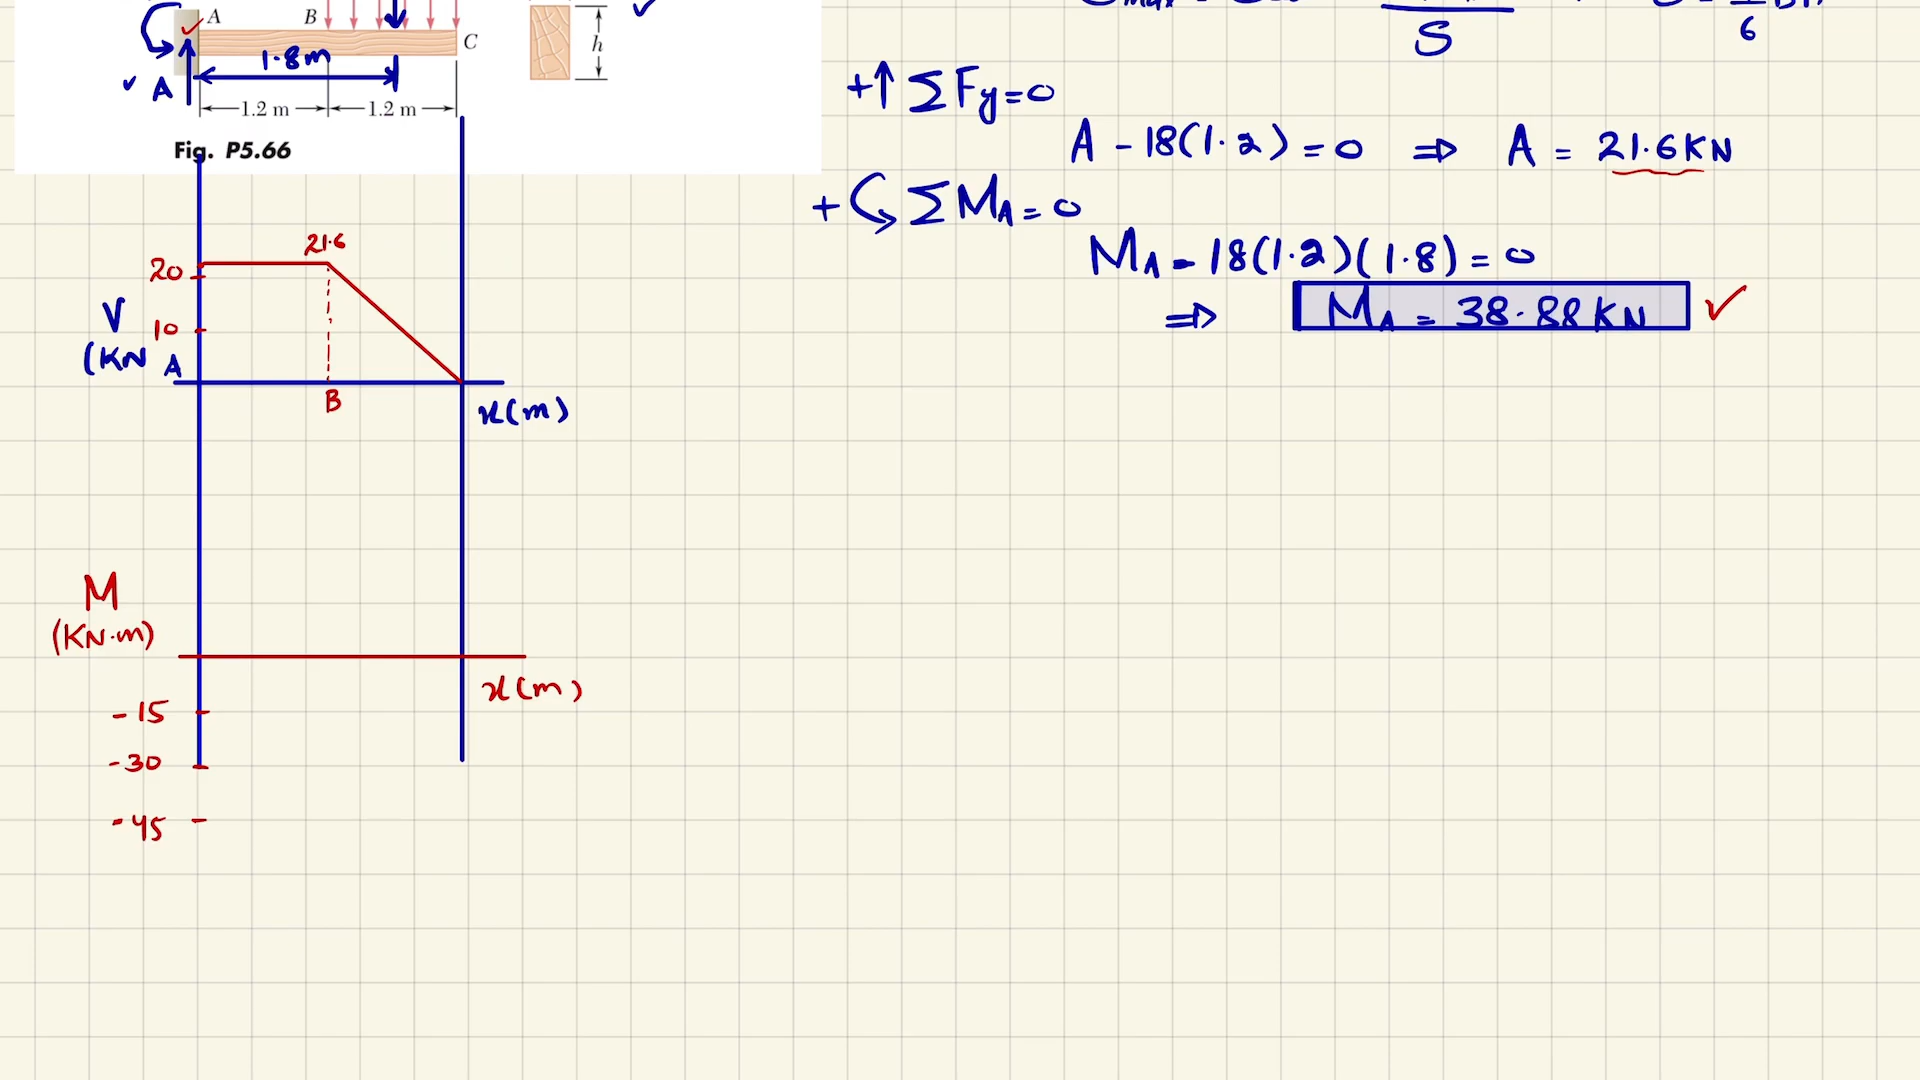 A B C
h
1.8m
A
1.2 m 1.2 m
Fig. P5.66
S
6
+↑ ΣFy = 0
A - 18(1.2) = 0 ⇒ A = 21.6KN
+ ΣMA = 0
MA - 18(1.2)(1.8) = 0
⇒ MA = 38.88 KN ✓
21.6
20
V
10
(KN
A
B
x(m)
M
(KN.m)
x(m)
-15
-30
-45